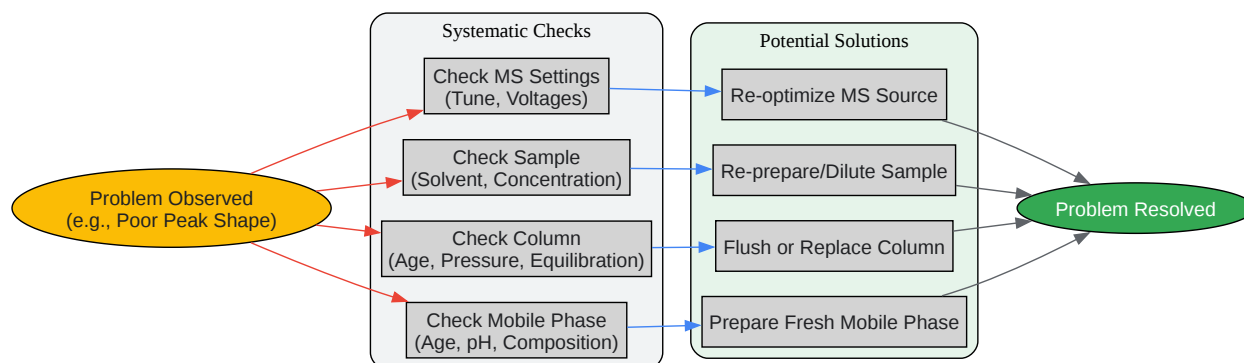 Systematic Checks
Potential Solutions
Check MS Settings
(Tune, Voltages)
Re-optimize MS Source
Check Sample
(Solvent, Concentration)
Re-prepare/Dilute Sample
Problem Observed
(e.g., Poor Peak Shape)
Problem Resolved
Check Column
(Age, Pressure, Equilibration)
Flush or Replace Column
Check Mobile Phase
(Age, pH, Composition)
Prepare Fresh Mobile Phase